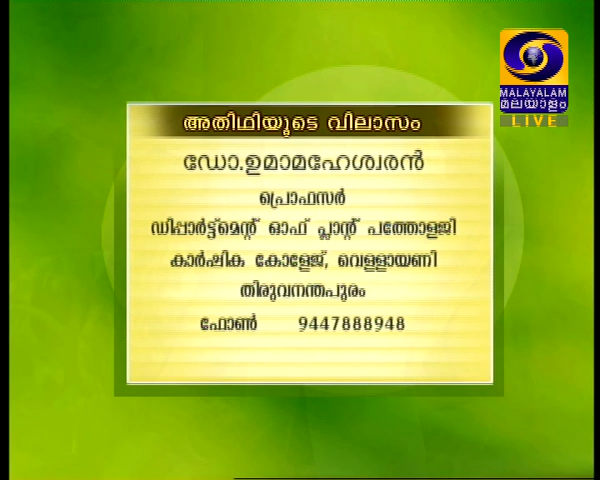 MALAYALAM
മലയാളം
LIVE
അതിഥിയുടെ വിലാസം
ഡോ.ഉമാമഹേശ്വരൻ
പ്രൊഫസർ
ഡിപ്പാർട്ട്മെന്റ് ഓഫ് പ്ലാന്റ് പത്തോളജി
കാർഷിക കോളേജ്, വെള്ളായണി
തിരുവനന്തപുരം
ഫോൺ 9447888948